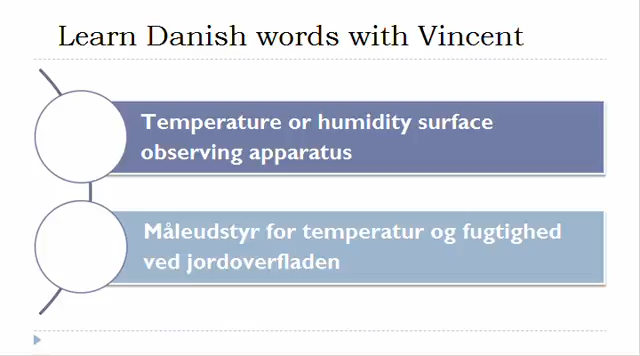 Learn Danish words with Vincent
Temperature or humidity surface
observing apparatus
Måleudstyr for temperatur og fugtighed
ved jordoverfladen